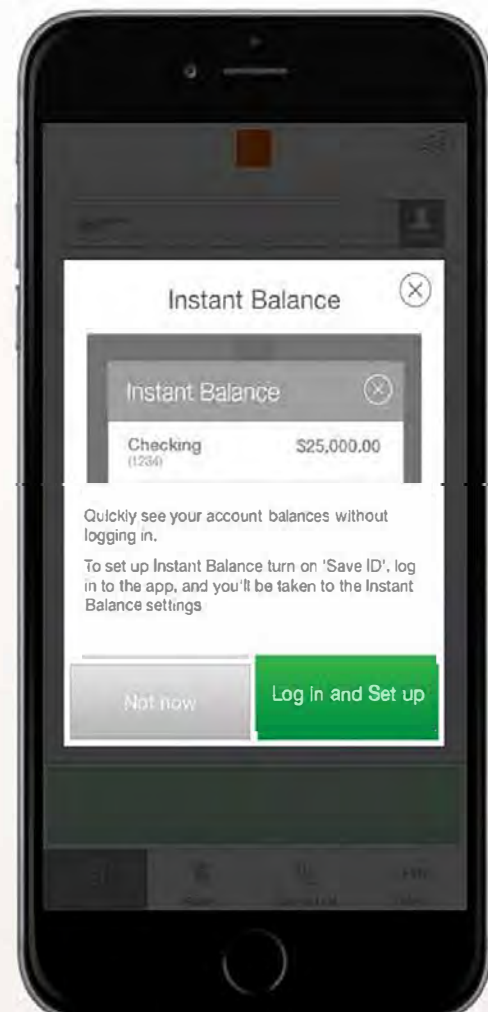 Instant Balance
Instant Balance
Checking $25,000.00
(1234)
Quickly see your account balances without
logging in.
To set up Instant Balance turn on 'Save ID', log
in to the app, and you'll be taken to the Instant
Balance settings
Not now Log in and Set up